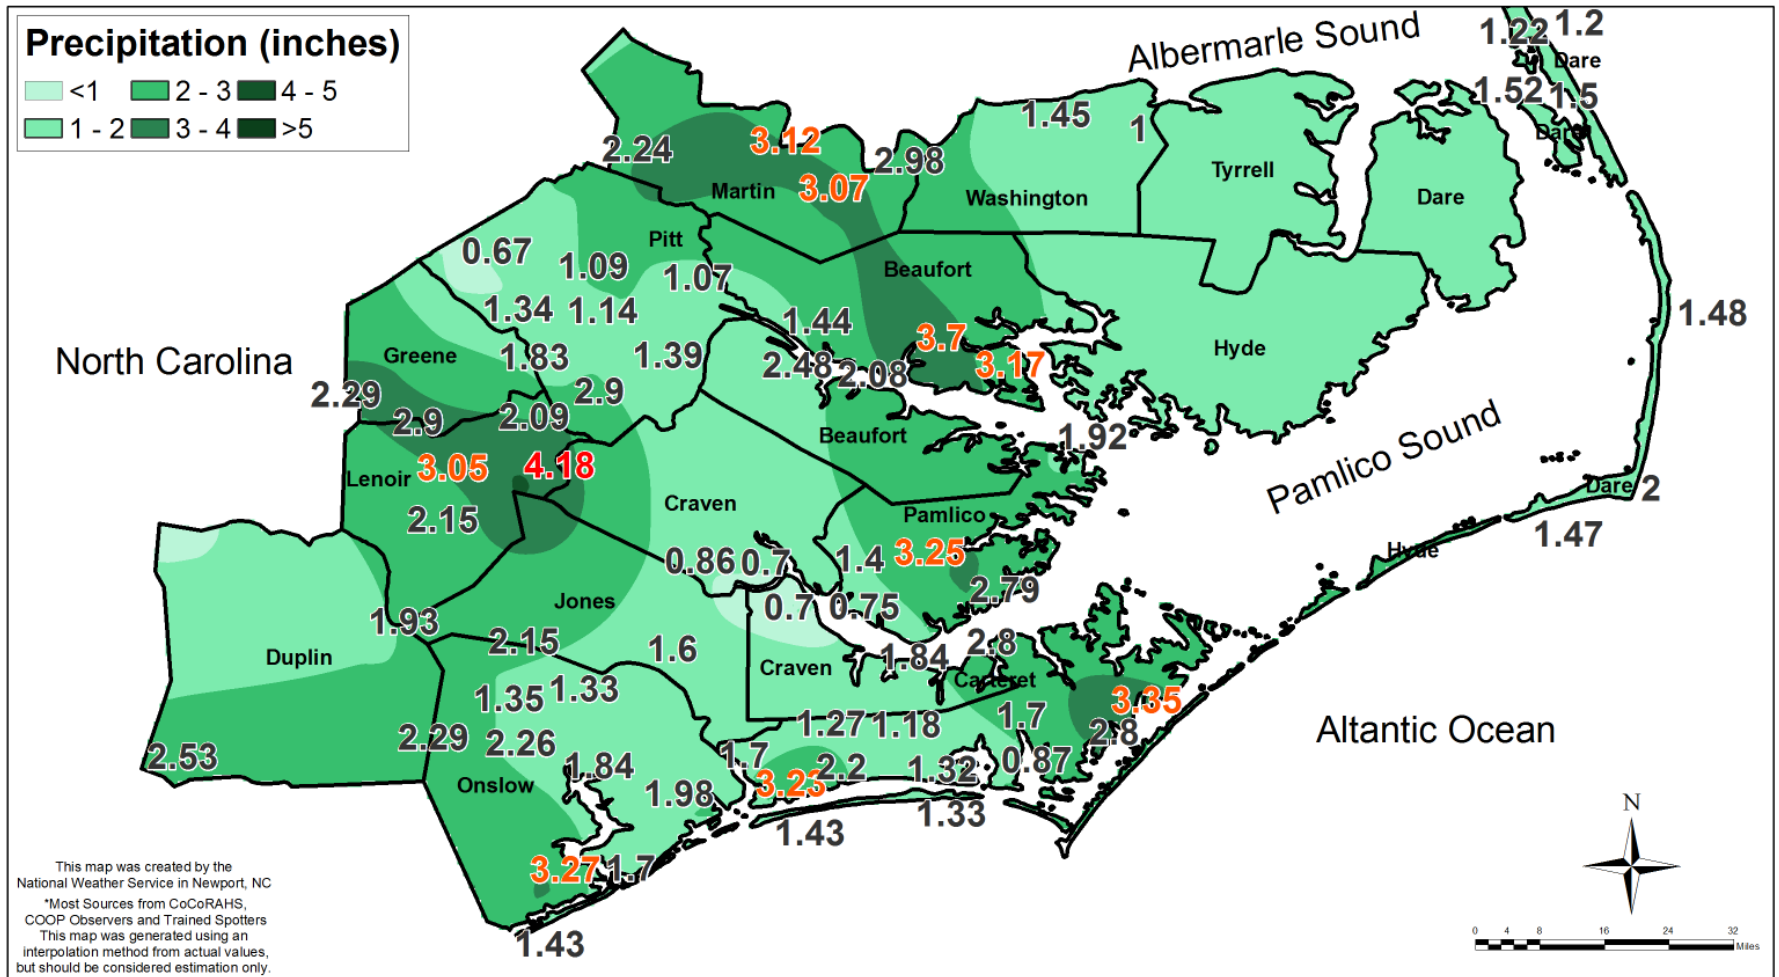 Precipitation (inches)
<1 2 - 3 4 - 5
1 - 2 3 - 4 >5
Albermarle Sound
1.22 1.2
Dare
1.52 1.5
Dare
1.45 1
3.12
2.24 2.98
Tyrrell
Martin 3.07
Washington
Dare
Pitt
0.67 1.09 1.07
Beaufort
1.34 1.14 1.44
1.48
North Carolina
Greene 1.83 1.39
2.48 2.08 3.7 3.17
Hyde
2.29 2.9 2.09 2.9
Beaufort
1.92
Pamlico Sound
Lenoir 3.05 4.18
Dare 2
2.15
Craven
Pamlico
1.47
0.86 0.7 1.4 3.25
Hyde
2.79
Jones
0.7 0.75
1.93
2.15 1.6
2.8
Duplin
Craven
1.84
Carteret
1.35 1.33
3.35
1.7
1.27 1.18
2.8
Altantic Ocean
2.29 2.26
2.53
1.7
0.87
1.84
3.23 2.2 1.32
Onslow
1.98
1.43 1.33
3.27 1.7
1.43
N
0 4 8 16 24 32
Miles
This map was created by the
National Weather Service in Newport, NC
*Most Sources from CoCoRAHS,
COOP Observers and Trained Spotters
This map was generated using an
interpolation method from actual values,
but should be considered estimation only.